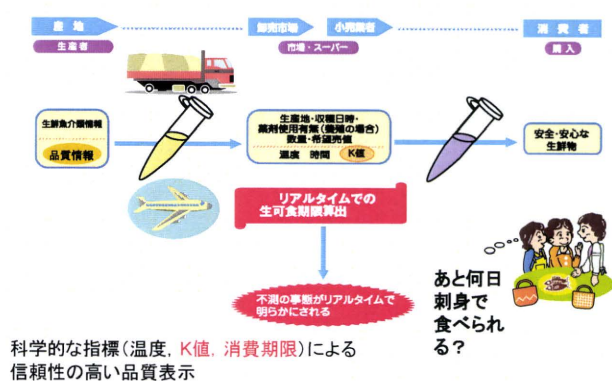 産地
卸売市場
小売業者
消費者
生産者
市場・スーパー
購入
生鮮魚介類情報
品質情報
生産地・収穫日時・
薬剤使用有無(養殖の場合)
数量・希望売値
温度 時間 K値
安全・安心な
生鮮物
リアルタイムでの
生可食期限算出
不測の事態がリアルタイムで
明らかにされる
あと何日
刺身で
食べられ
る?
科学的な指標(温度, K値, 消費期限)による
信頼性の高い品質表示